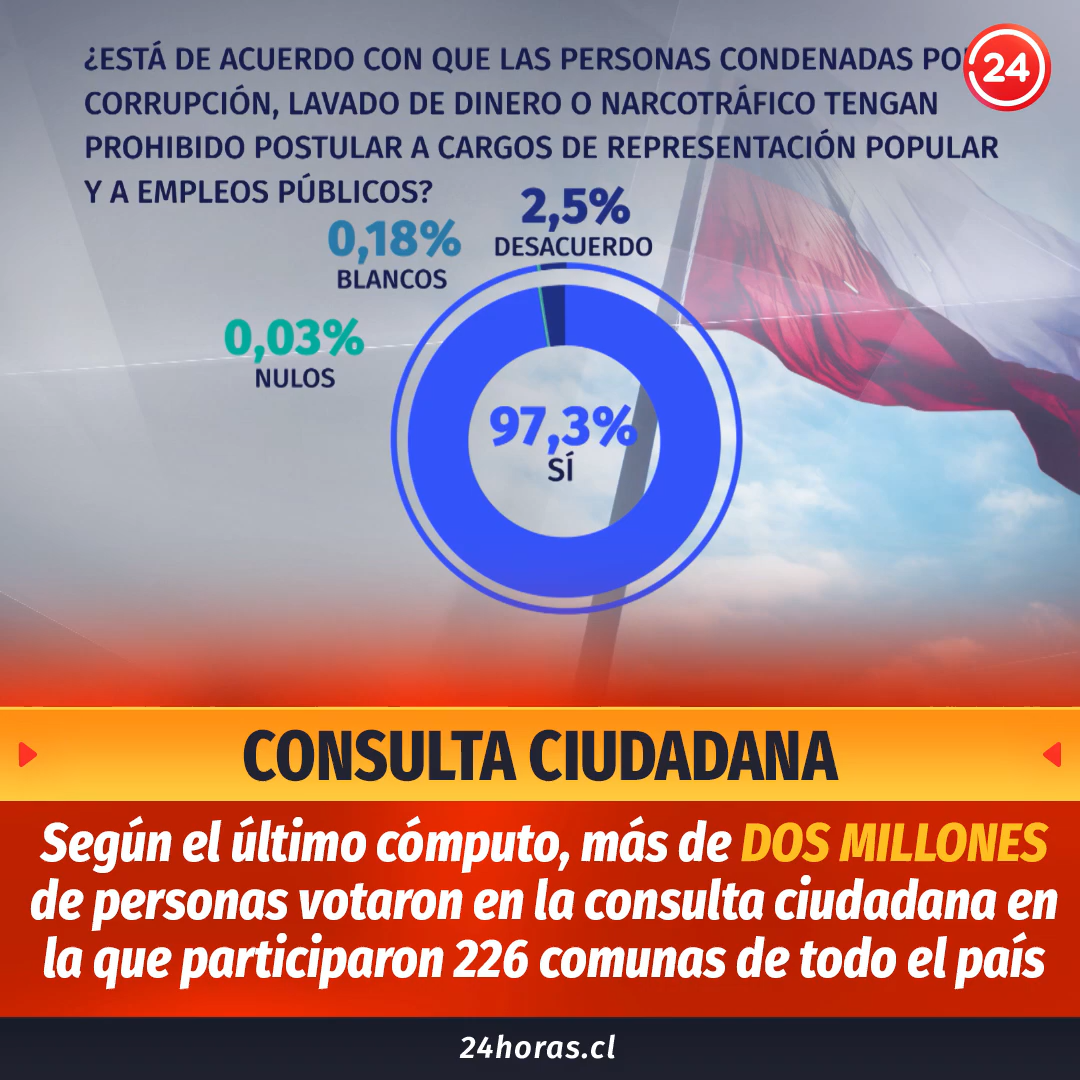 ¿ESTÁ DE ACUERDO CON QUE LAS PERSONAS CONDENADAS PO
24
CORRUPCIÓN, LAVADO DE DINERO O NARCOTRÁFICO TENGAN
PROHIBIDO POSTULAR A CARGOS DE REPRESENTACIÓN POPULAR
Y A EMPLEOS PÚBLICOS?
2,5%
DESACUERDO
0,18%
BLANCOS
0,03%
NULOS
97,3%
SÍ
CONSULTA CIUDADANA
Según el último cómputo, más de DOS MILLONES
de personas votaron en la consulta ciudadana en
la que participaron 226 comunas de todo el país
24horas.cl